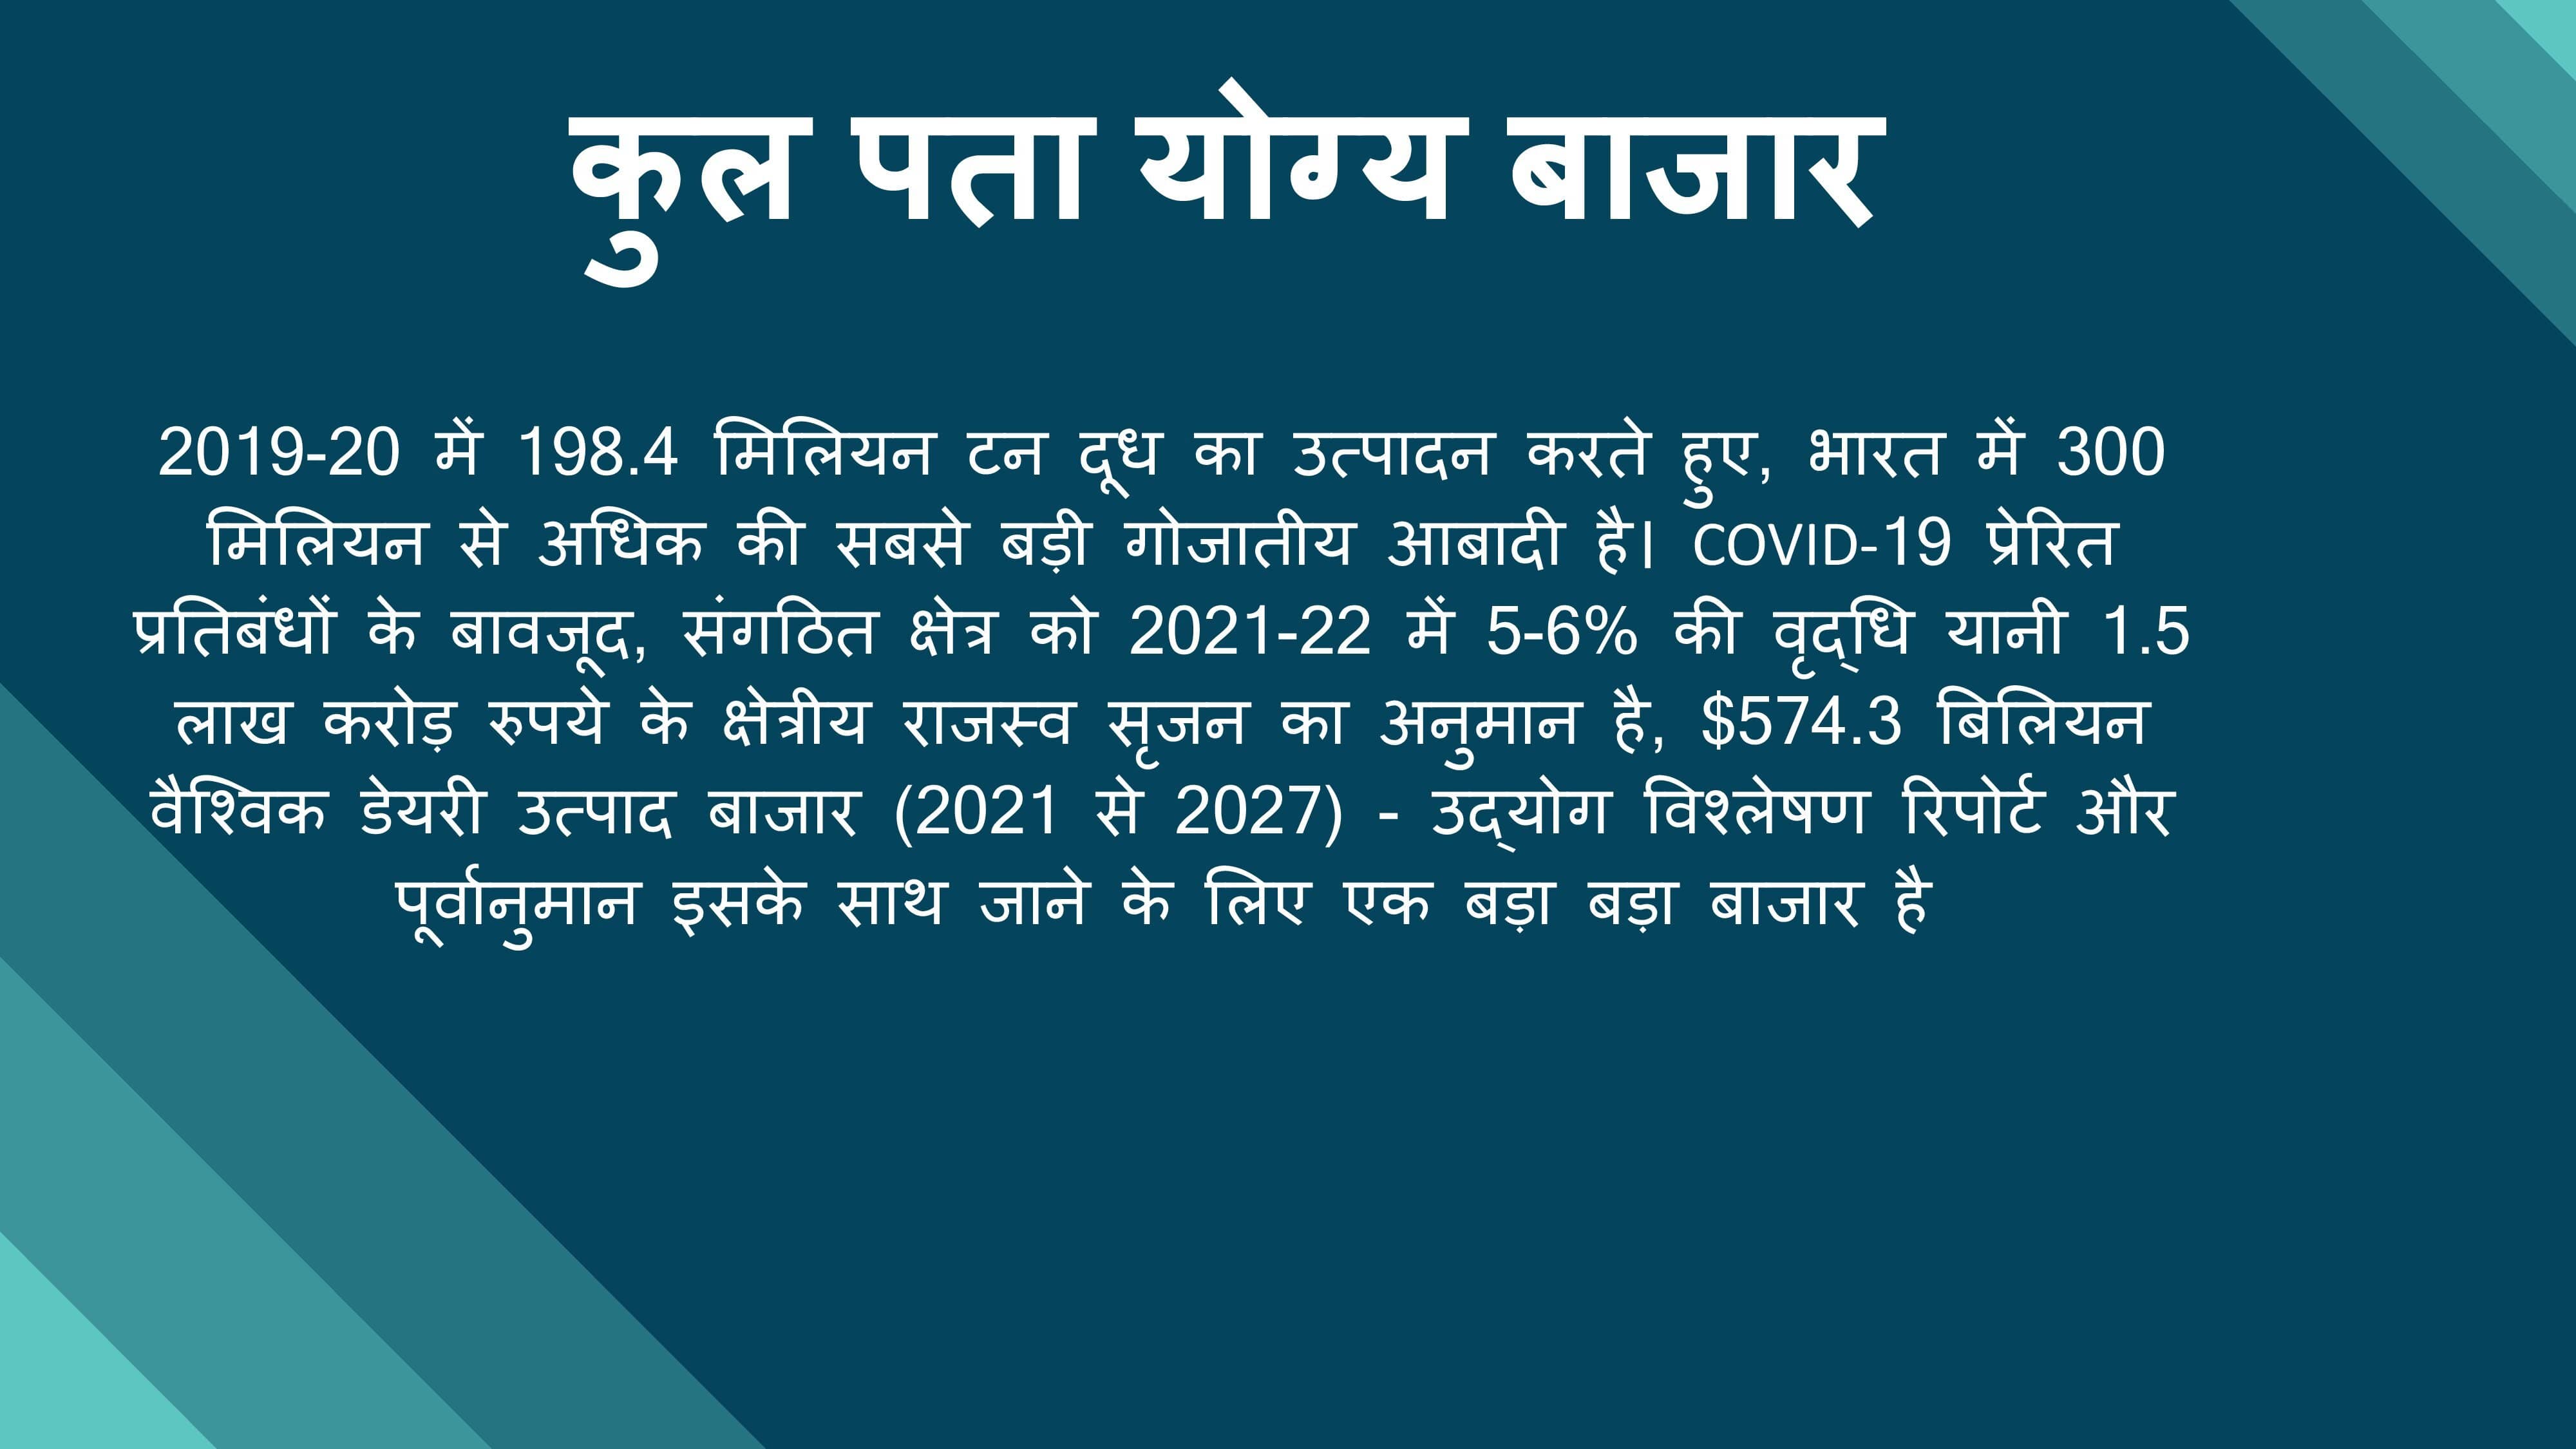 कुल पता योग्य बाजार
2019-20 में 198.4 मिलियन टन दूध का उत्पादन करते हुए, भारत में 300
मिलियन से अधिक की सबसे बड़ी गोजातीय आबादी है। COVID-19 प्रेरित
प्रतिबंधों के बावजूद, संगठित क्षेत्र को 2021-22 में 5-6% की वृद्धि यानी 1.5
लाख करोड़ रुपये के क्षेत्रीय राजस्व सृजन का अनुमान है, $574.3 बिलियन
वैश्विक डेयरी उत्पाद बाजार (2021 से 2027) - उद्योग विश्लेषण रिपोर्ट और
पूर्वानुमान इसके साथ जाने के लिए एक बड़ा बड़ा बाजार है